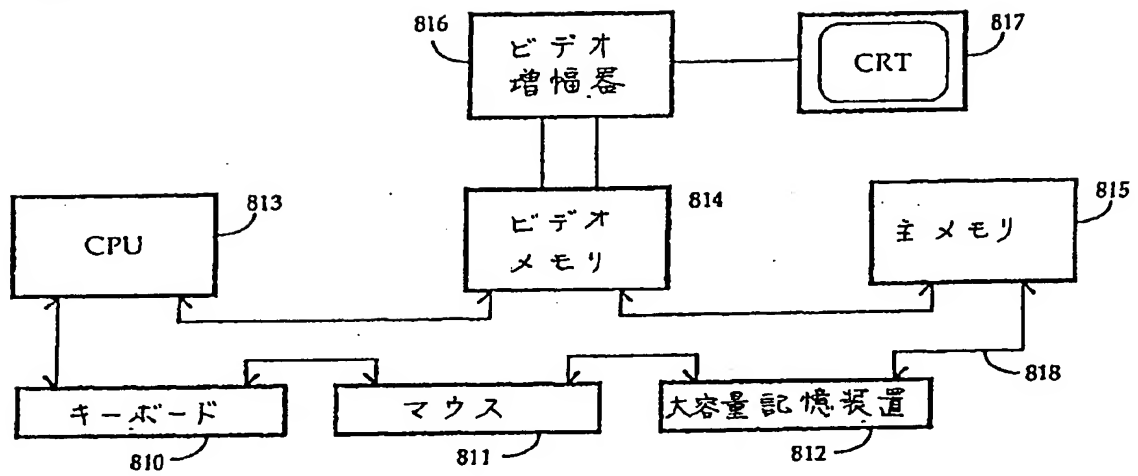 816
ビデオ
増幅器
CRT
817
813
CPU
ビデオ
メモリ
814
主メモリ
815
818
キーボード
マウス
大容量記憶装置
810
811
812